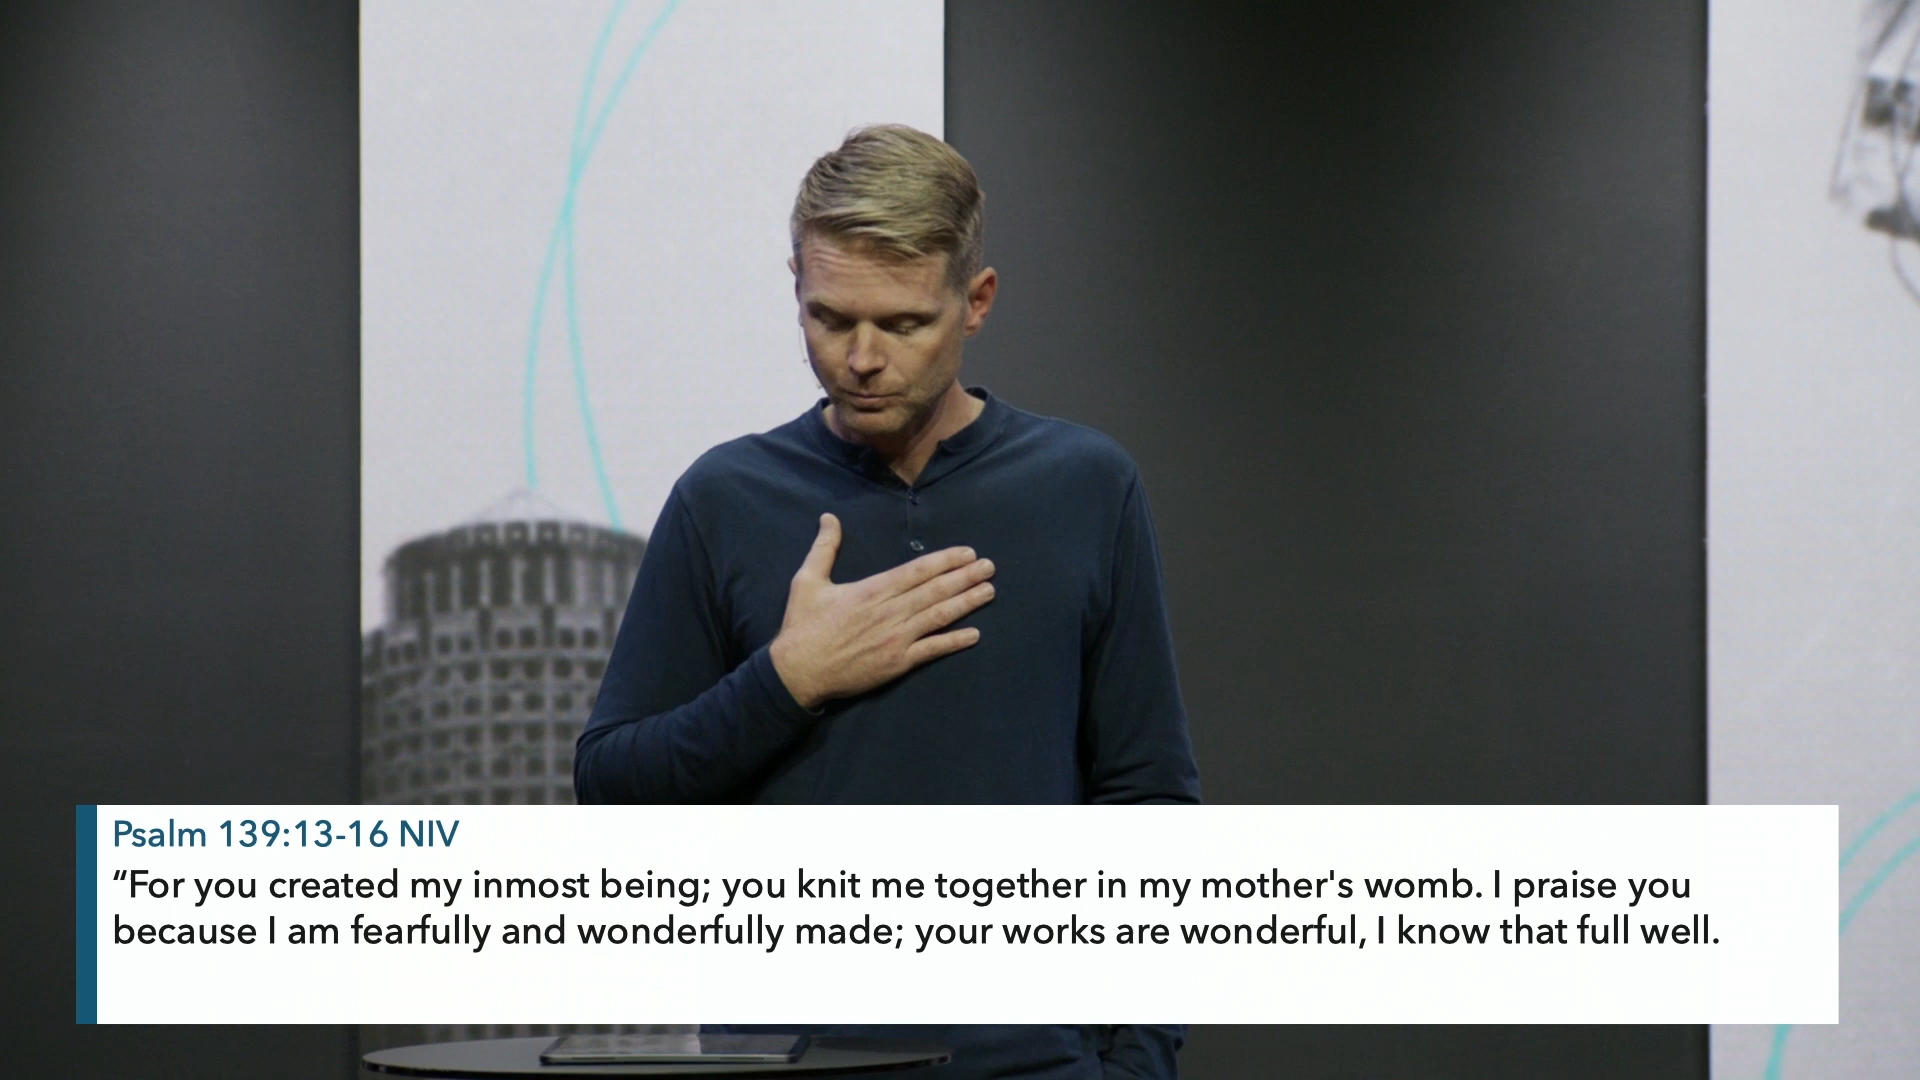 Psalm 139:13-16 NIV
“For you created my inmost being; you knit me together in my mother's womb. I praise you
because I am fearfully and wonderfully made; your works are wonderful, I know that full well.